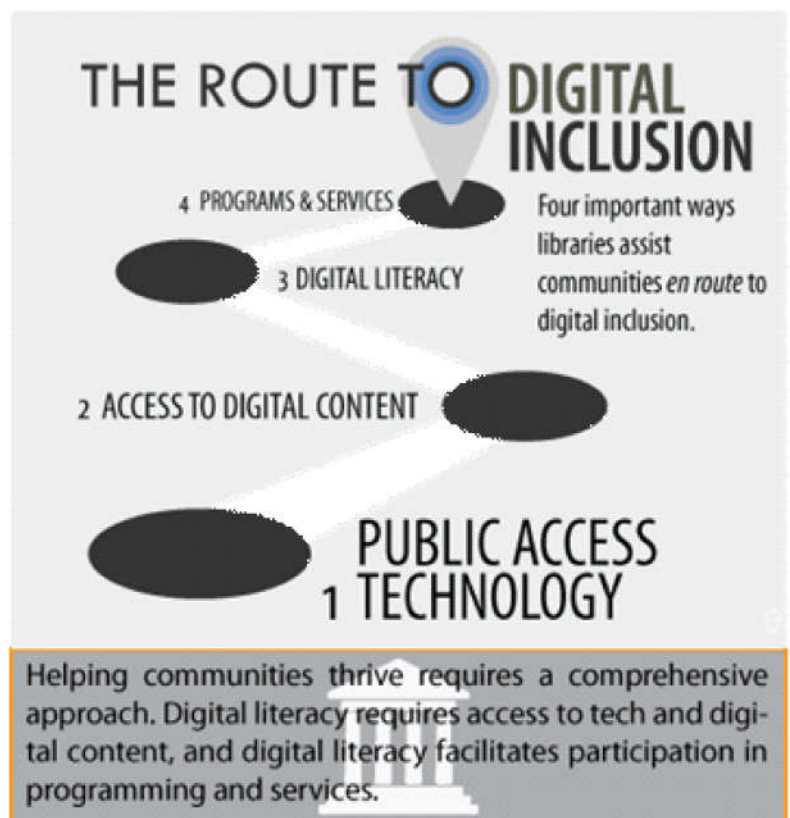 THE ROUTE TO DIGITAL
INCLUSION
Four important ways
libraries assist
communities en route to
digital inclusion.
4 PROGRAMS & SERVICES
3 DIGITAL LITERACY
2 ACCESS TO DIGITAL CONTENT
PUBLIC ACCESS
1 TECHNOLOGY
Helping communities thrive requires a comprehensive
approach. Digital literacy requires access to tech and digi-
tal content, and digital literacy facilitates participation in
programming and services.